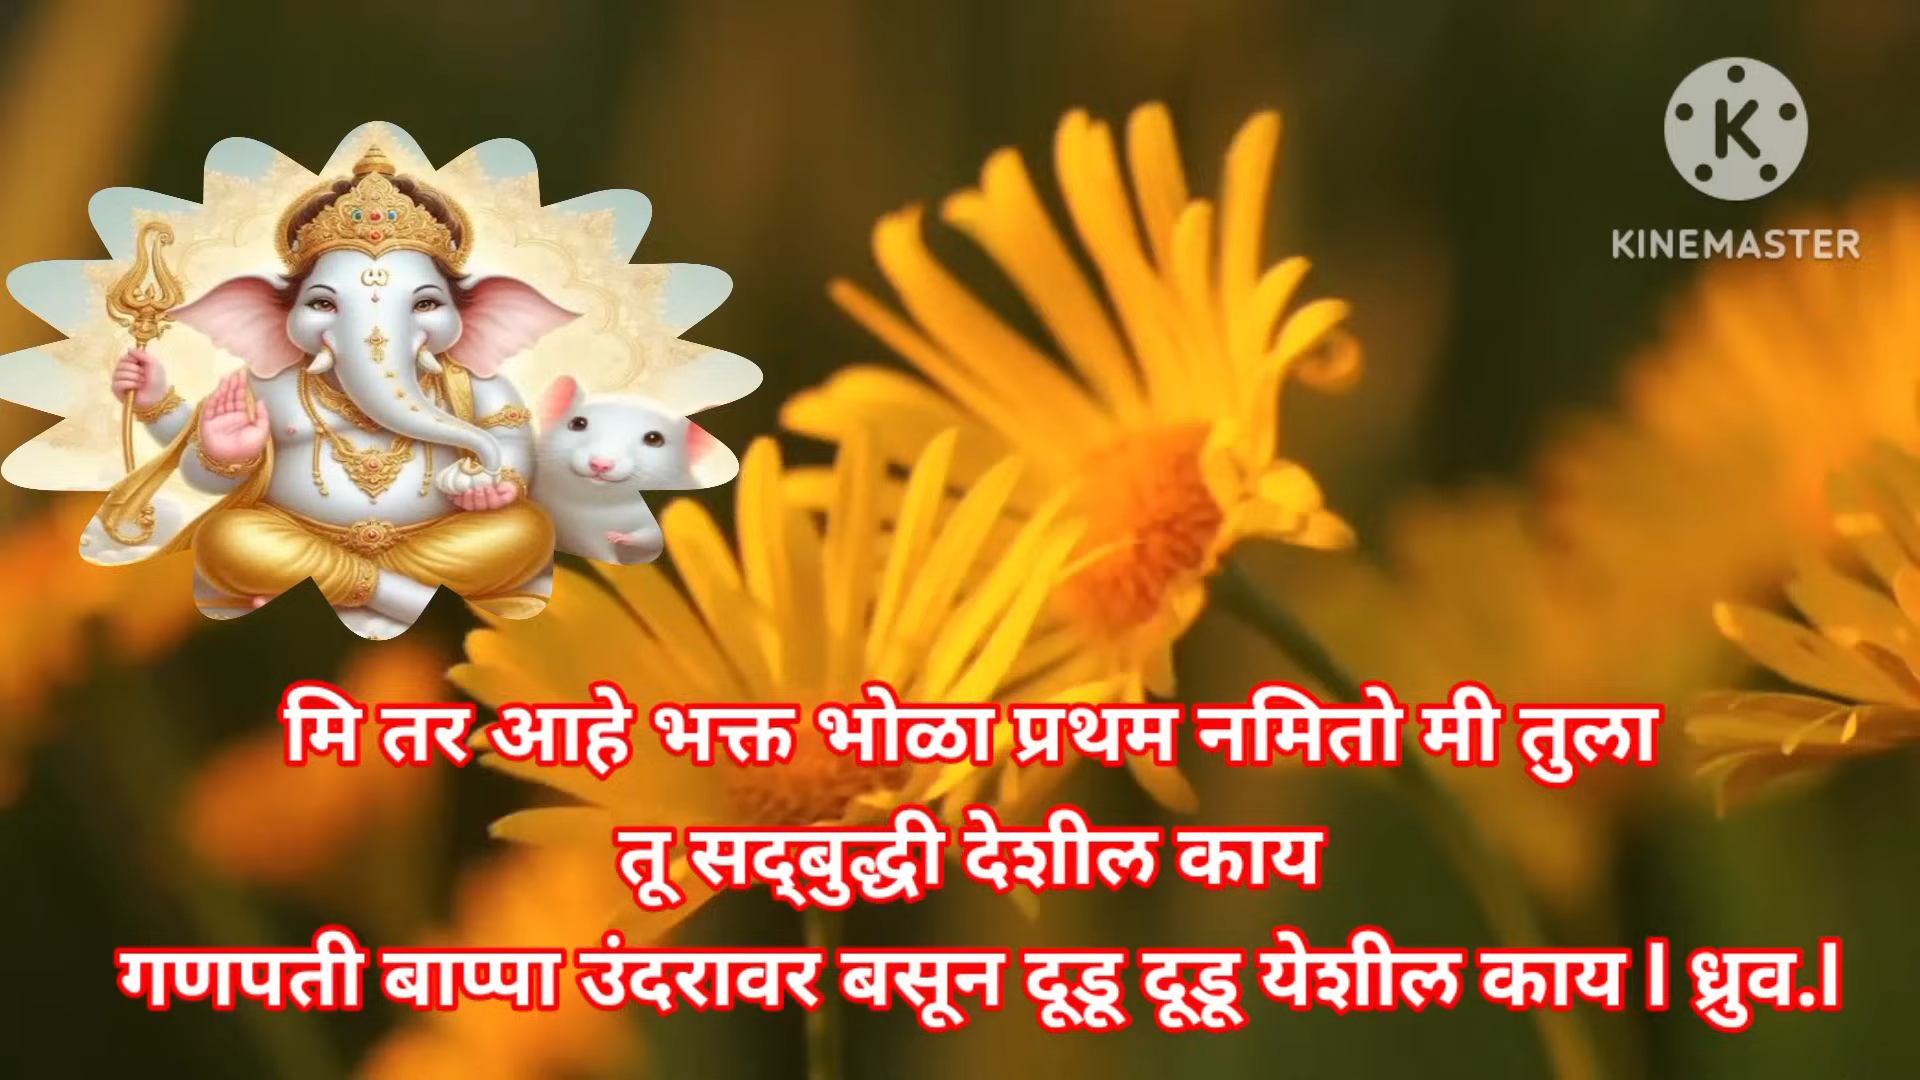 KINEMASTER
मि तर आहे भक्त भोळा प्रथम नमितो मी तुला
तू सद्‌बुद्धी देशील काय
गणपती बाप्पा उंदरावर बसून दूडू दूडू येशील काय l ध्रुव.l